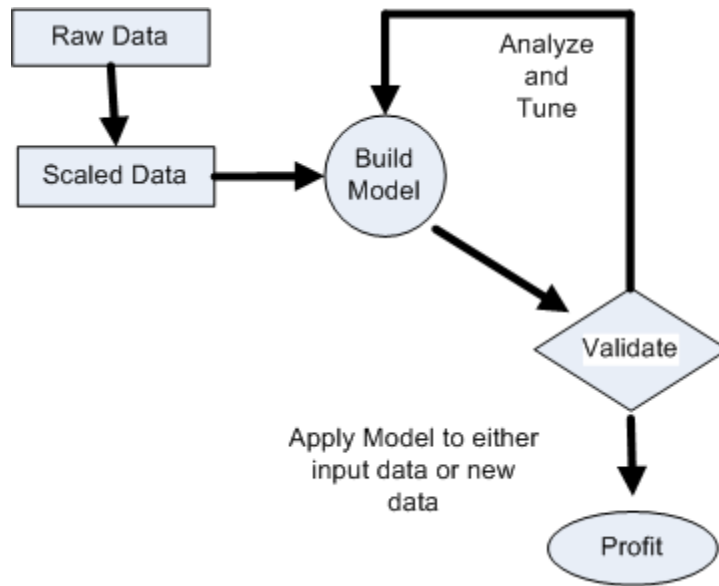 Raw Data
Scaled Data
Build
Model
Analyze
and
Tune
Validate
Apply Model to either
input data or new
data
Profit